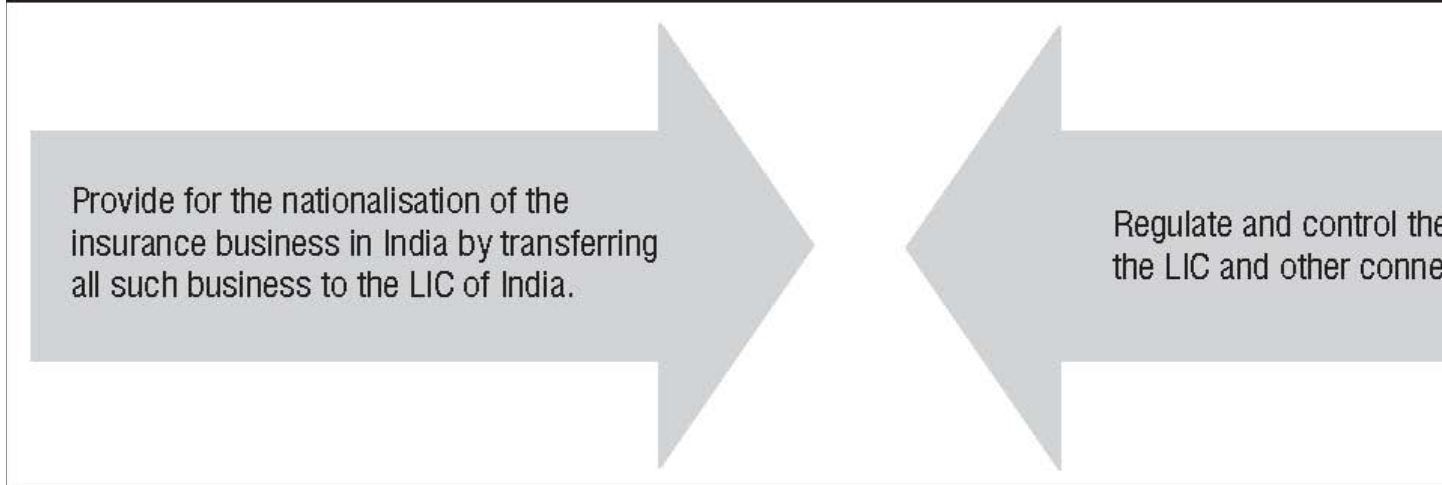 Provide for the nationalisation of the
insurance business in India by transferring
all such business to the LIC of India.
Regulate and control the
the LIC and other